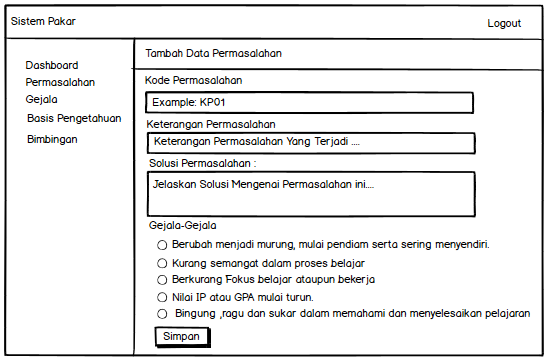 Sistem Pakar
Logout
Dashboard
Permasalahan
Gejala
Basis Pengetahuan
Bimbingan
Tambah Data Permasalahan
Kode Permasalahan
Example: KP01
Keterangan Permasalahan
Keterangan Permasalahan Yang Terjadi ....
Solusi Permasalahan :
Jelaskan Solusi Mengenai Permasalahan ini....
Gejala-Gejala
Berubah menjadi murung, mulai pendiam serta sering menyendiri.
Kurang semangat dalam proses belajar
Berkurang Fokus belajar ataupun bekerja
Nilai IP atau GPA mulai turun.
Bingung ,ragu dan sukar dalam memahami dan menyelesaikan pelajaran
Simpan